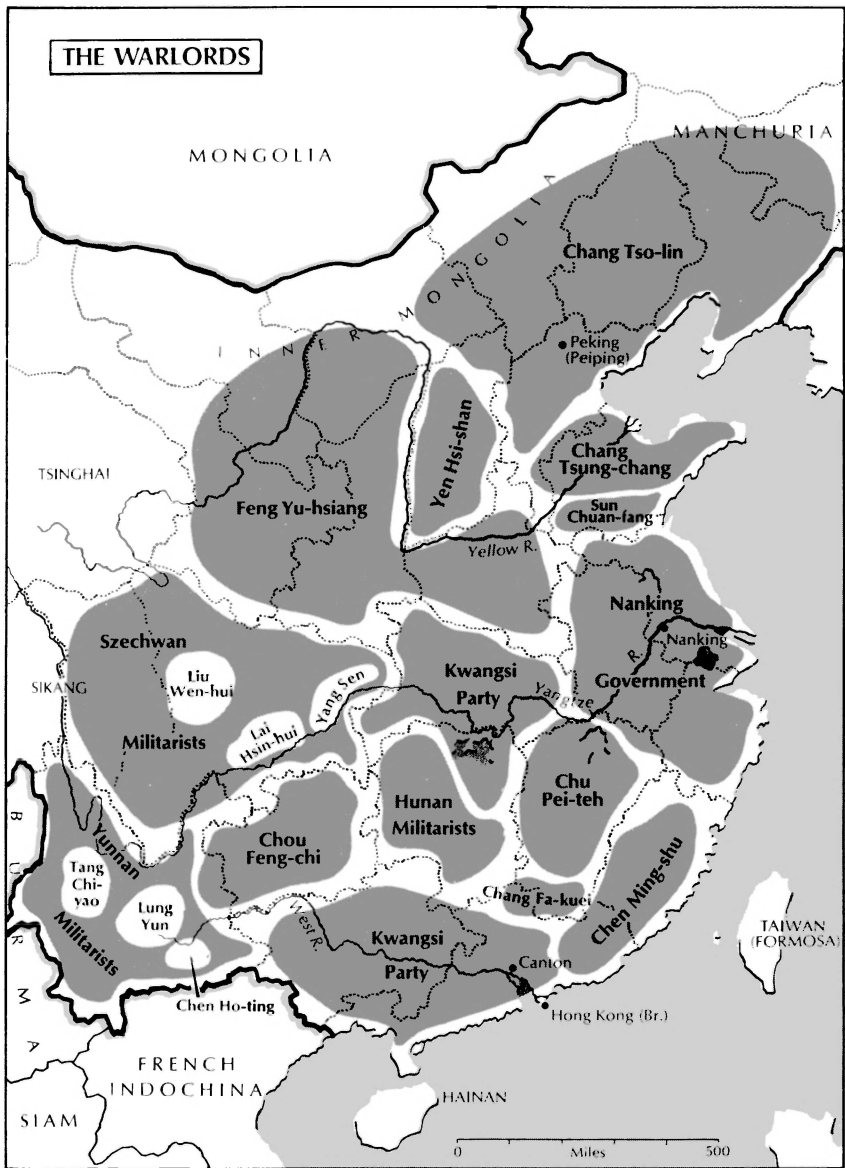 THE WARLORDS
MONGOLIA
MANCHURIA
INNER MONGOLIA
Chang Tso-lin
Peking
(Peiping)
Yen Hsi-shan
Chang
Tsung-chang
TSINGHAI
Feng Yu-hsiang
Sun
Chuan-fang
Yellow R.
Nanking
Government
Nanking
Szechwan
Militarists
Liu
Wen-hui
SIKANG
Lai
Hsin-hui
Yang Sen
Kwangsi
Party
Yangtze R.
Hunan
Militarists
Chu
Pei-teh
Chou
Feng-chi
BURMA
Yunnan
Militarists
Tang
Chi-
yao
Lung
Yun
Chen Ho-ting
Chang Fa-kuei
Chen Ming-shu
West R.
Kwangsi
Party
Canton
Hong Kong (Br.)
TAIWAN
(FORMOSA)
FRENCH
INDOCHINA
SIAM
HAINAN
0 Miles 500